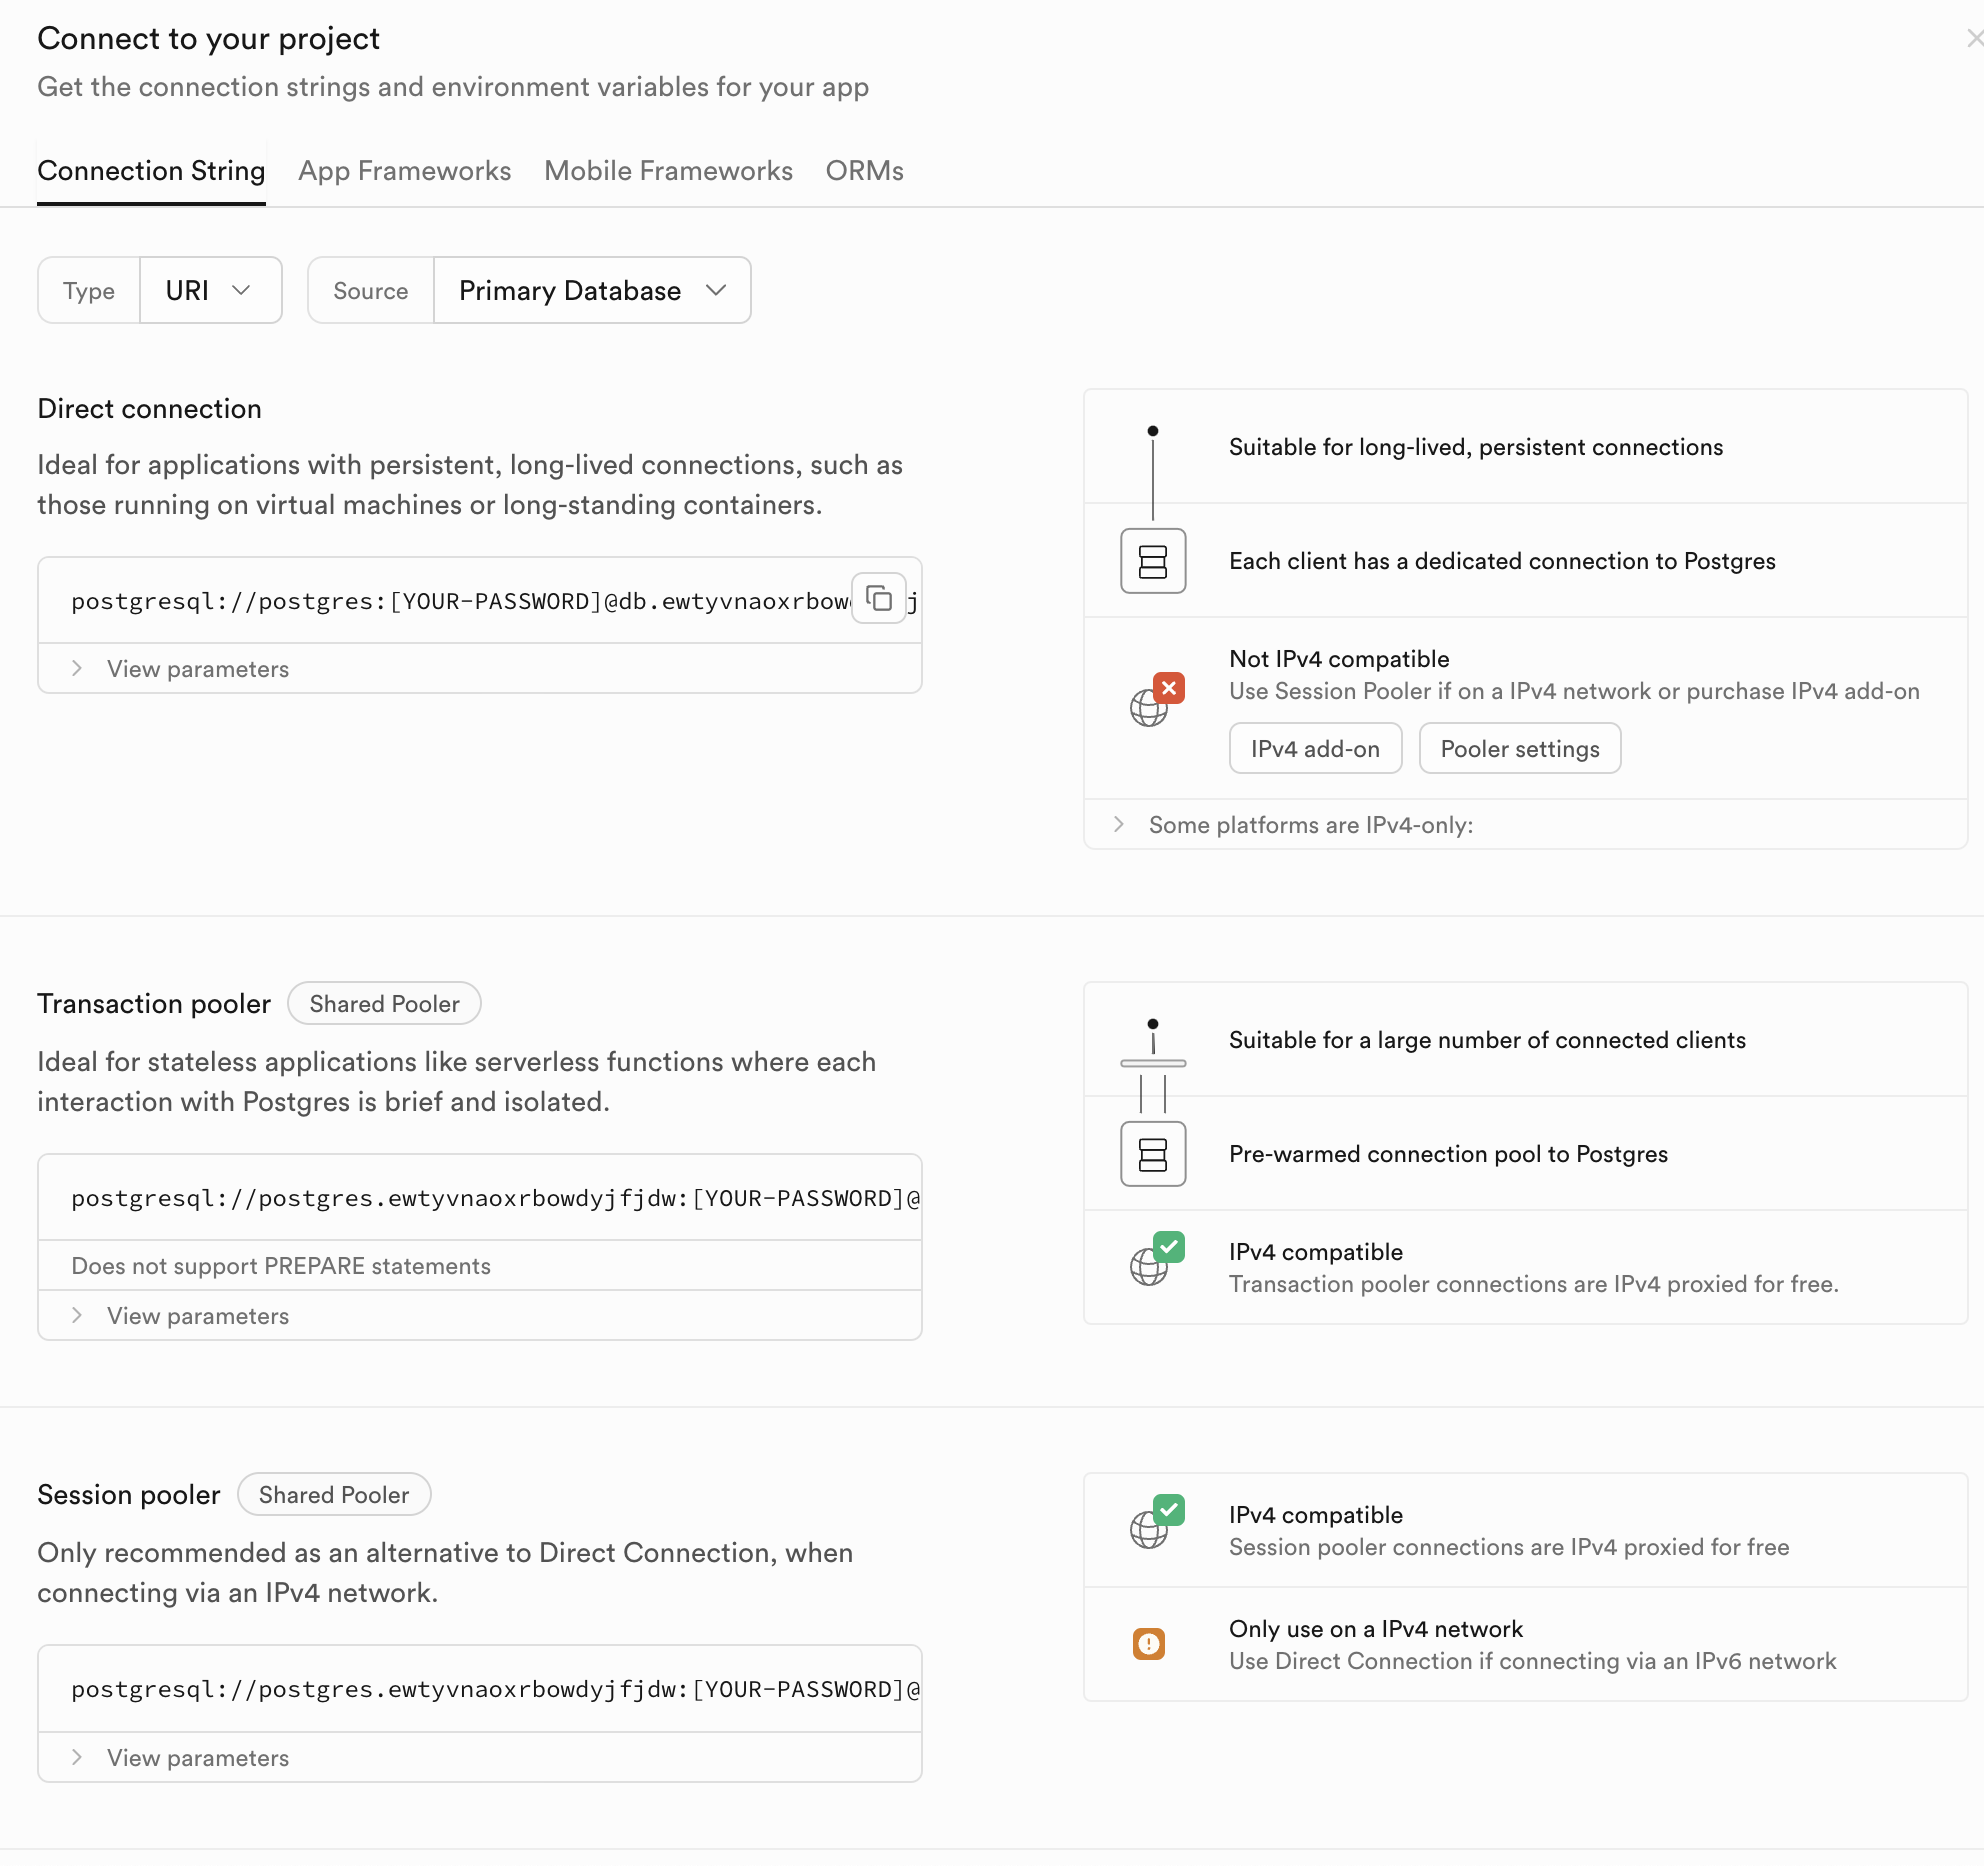 Connect to your project
Get the connection strings and environment variables for your app
Connection String App Frameworks Mobile Frameworks ORMs
Type URI Source Primary Database
Direct connection
Ideal for applications with persistent, long-lived connections, such as
those running on virtual machines or long-standing containers.
postgresql://postgres:[YOUR-PASSWORD]@db.ewtyvnaoxrbow j
View parameters
Suitable for long-lived, persistent connections
Each client has a dedicated connection to Postgres
Not IPv4 compatible
Use Session Pooler if on a IPv4 network or purchase IPv4 add-on
IPv4 add-on Pooler settings
Some platforms are IPv4-only:
Transaction pooler Shared Pooler
Ideal for stateless applications like serverless functions where each
interaction with Postgres is brief and isolated.
postgresql://postgres.ewtyvnaoxrbowdyjfjdw:[YOUR-PASSWORD]@
Does not support PREPARE statements
View parameters
Suitable for a large number of connected clients
Pre-warmed connection pool to Postgres
IPv4 compatible
Transaction pooler connections are IPv4 proxied for free.
Session pooler Shared Pooler
Only recommended as an alternative to Direct Connection, when
connecting via an IPv4 network.
postgresql://postgres.ewtyvnaoxrbowdyjfjdw:[YOUR-PASSWORD]@
View parameters
IPv4 compatible
Session pooler connections are IPv4 proxied for free
Only use on a IPv4 network
Use Direct Connection if connecting via an IPv6 network